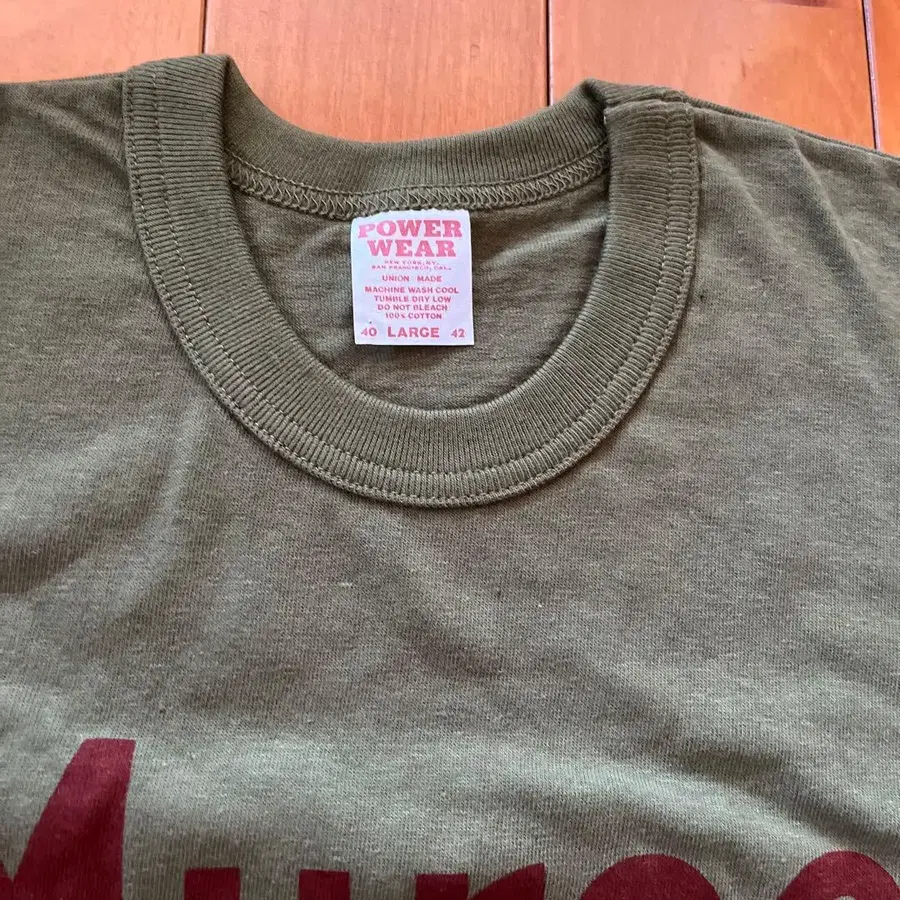 POWER
WEAR
NEW YORK, NY.
SAN FRANCISCO, CAL.
UNION MADE
MACHINE WASH COOL
TUMBLE DRY LOW
DO NOT BLEACH
100% COTTON
40 LARGE 42